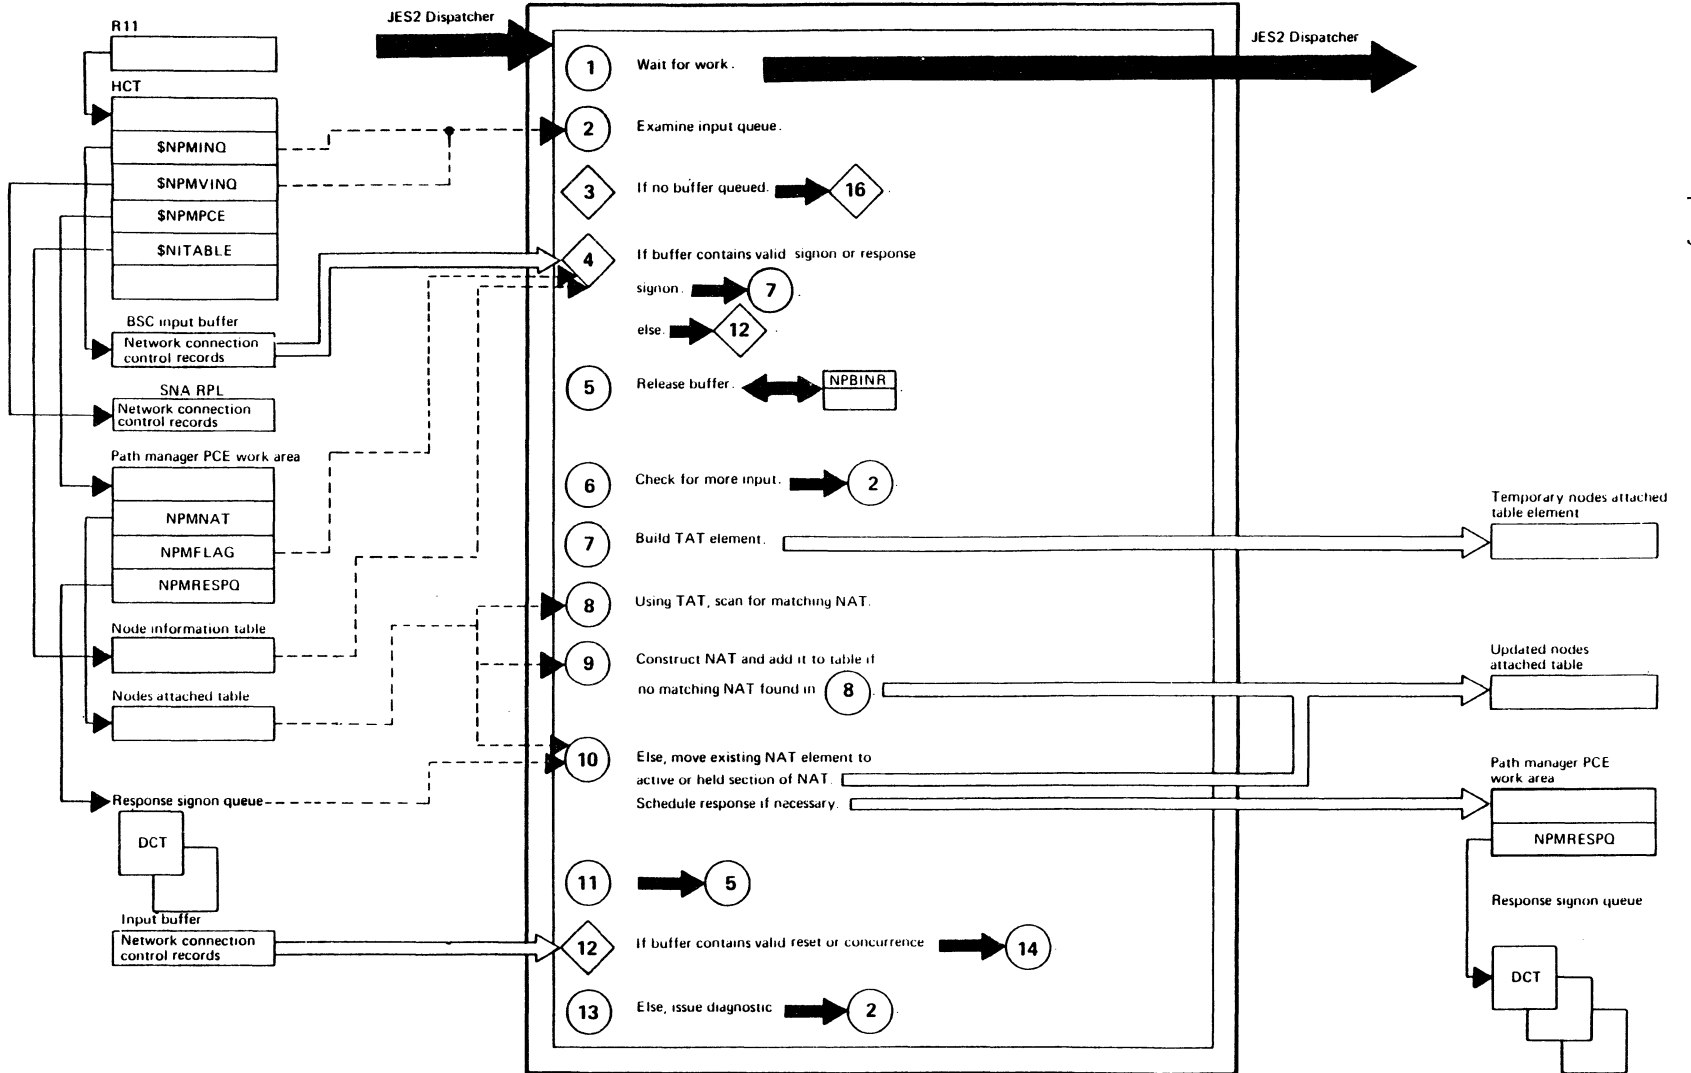 JES2 Dispatcher
JES2 Dispatcher
R11
HCT
$NPMINQ
$NPMVINQ
$NPMPCE
$NITABLE
BSC input buffer
Network connection
control records
SNA RPL
Network connection
control records
Path manager PCE work area
NPMNAT
NPMFLAG
NPMRESPQ
Node information table
Nodes attached table
Response signon queue
DCT
Input buffer
Network connection
control records
1 Wait for work.
2 Examine input queue.
3 If no buffer queued. 16
4 If buffer contains valid signon or response
signon. 7 .
else. 12 .
5 Release buffer. NPBINR
6 Check for more input. 2 .
7 Build TAT element.
8 Using TAT, scan for matching NAT.
9 Construct NAT and add it to table if
no matching NAT found in 8 .
10 Else, move existing NAT element to
active or held section of NAT.
Schedule response if necessary.
11 5
12 If buffer contains valid reset or concurrence 14 .
13 Else, issue diagnostic 2 .
Temporary nodes attached
table element
Updated nodes
attached table
Path manager PCE
work area
NPMRESPQ
Response signon queue
DCT